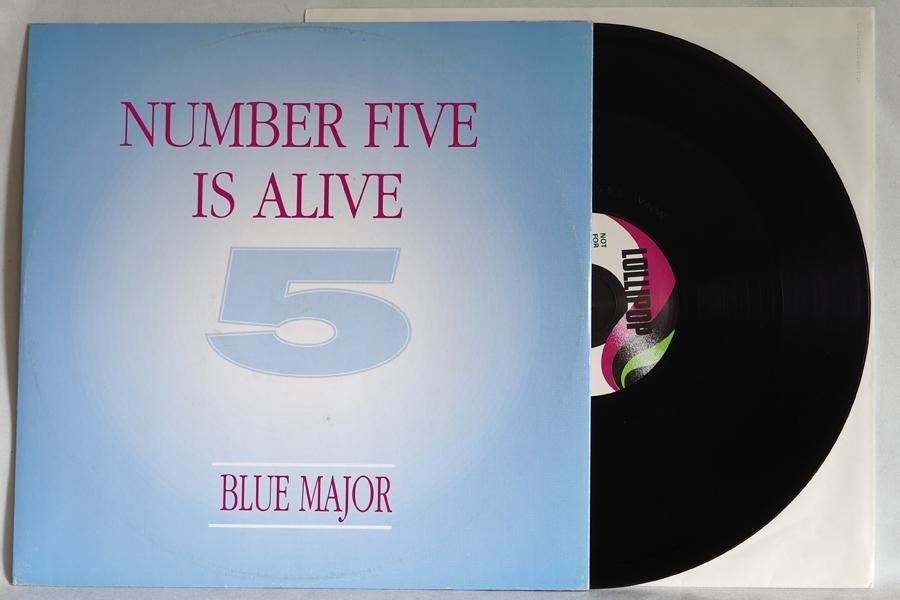 NUMBER FIVE
IS ALIVE
5
BLUE MAJOR
NOT
FOR
LOLLIPOP